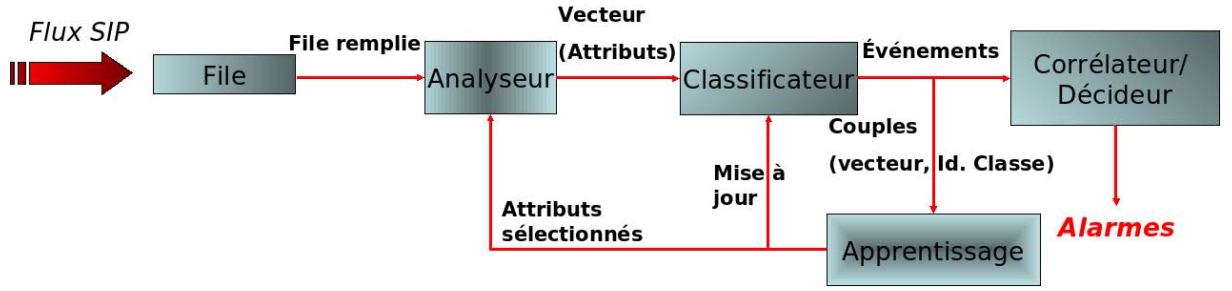 Flux SIP
File remplie
Vecteur
(Attributs)
Événements
File
Analyseur
Classificateur
Corrélateur/
Décideur
Couples
(vecteur, Id. Classe)
Mise à
jour
Attributs
sélectionnés
Apprentissage
Alarmes